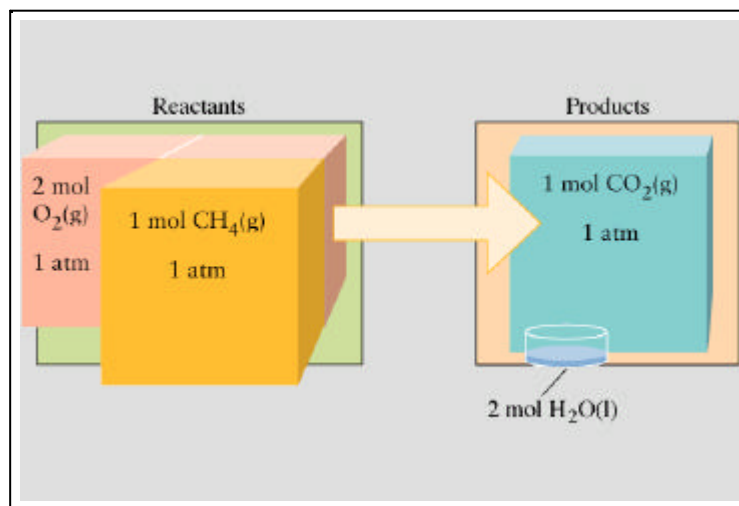 Reactants
2 mol
O₂(g)
1 atm
1 mol CH₄(g)
1 atm
Products
1 mol CO₂(g)
1 atm
2 mol H₂O(l)